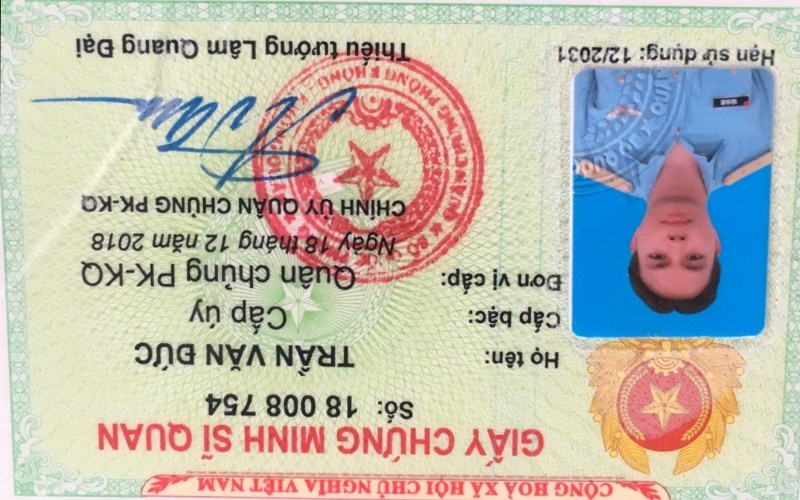 CỘNG HOÀ XÃ HỘI CHỦ NGHĨA VIỆT NAM
GIẤY CHỨNG MINH SĨ QUAN
Số: 18 008 754
Họ tên: TRẦN VĂN ĐỨC
Cấp bậc: Cấp úy
Đơn vị cấp: Quân chủng PK-KQ
Ngày 18 tháng 12 năm 2018
CHÍNH ỦY QUÂN CHỦNG PK-KQ
Thiếu tướng Lâm Quang Đại
Hạn sử dụng: 12/2031